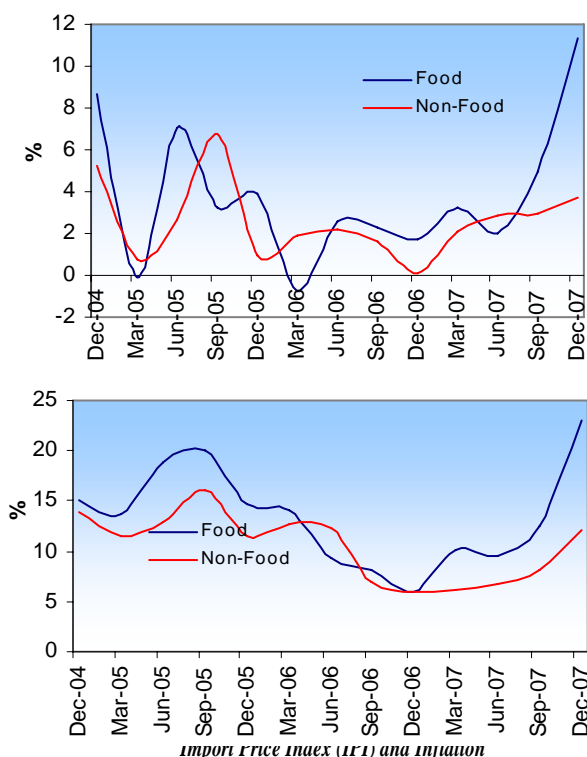 12
10
8
6
4
2
0
-2
%
Food
Non-Food
Dec-04
Mar-05
Jun-05
Sep-05
Dec-05
Mar-06
Jun-06
Sep-06
Dec-06
Mar-07
Jun-07
Sep-07
Dec-07
25
20
15
10
5
0
%
Food
Non-Food
Dec-04
Mar-05
Jun-05
Sep-05
Dec-05
Mar-06
Jun-06
Sep-06
Dec-06
Mar-07
Jun-07
Sep-07
Dec-07
Import Price Index (IPI) and Inflation